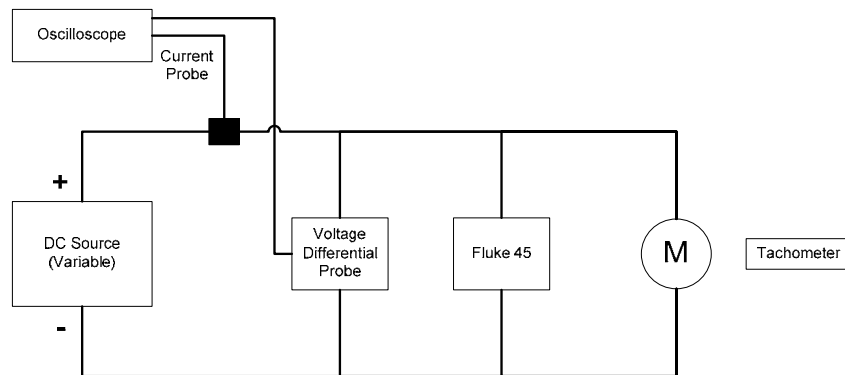 Oscilloscope
Current
Probe
+
DC Source
(Variable)
-
Voltage
Differential
Probe
Fluke 45
M
Tachometer